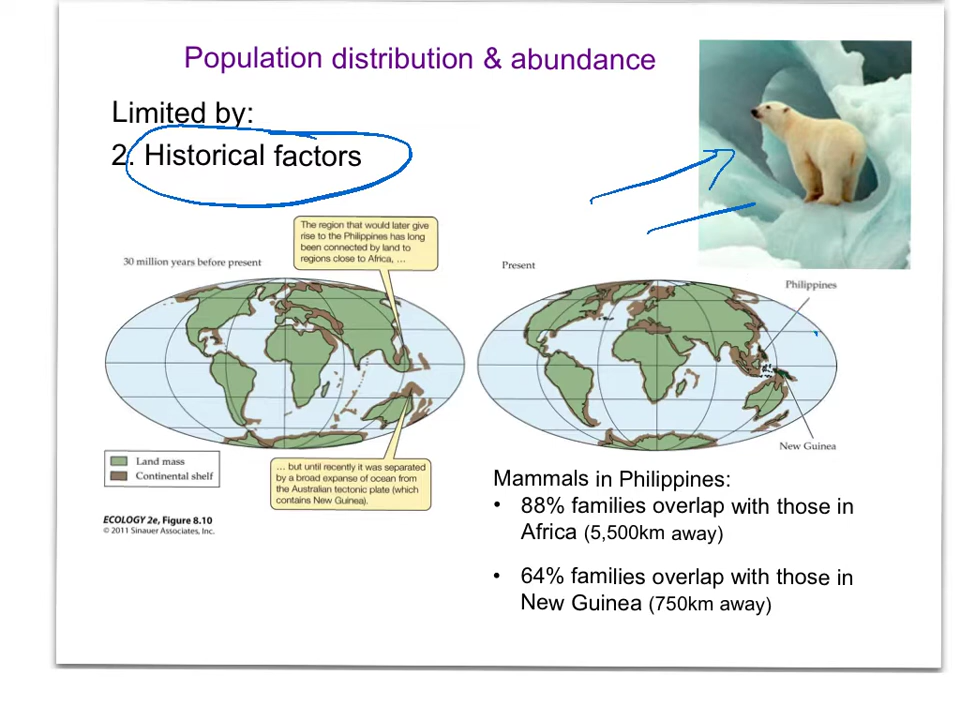 Population distribution & abundance
Limited by:
2. Historical factors
The region that would later give
rise to the Philippines has long
been connected by land to
regions close to Africa, …
30 million years before present
Present
Philippines
New Guinea
Land mass
Continental shelf
… but until recently it was separated
by a broad expanse of ocean from
the Australian tectonic plate (which
contains New Guinea).
ECOLOGY 2e, Figure 8.10
© 2011 Sinauer Associates, Inc.
Mammals in Philippines:
• 88% families overlap with those in
Africa (5,500km away)
• 64% families overlap with those in
New Guinea (750km away)